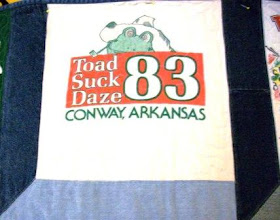 Toad
Suck
Daze 83
CONWAY, ARKANSAS